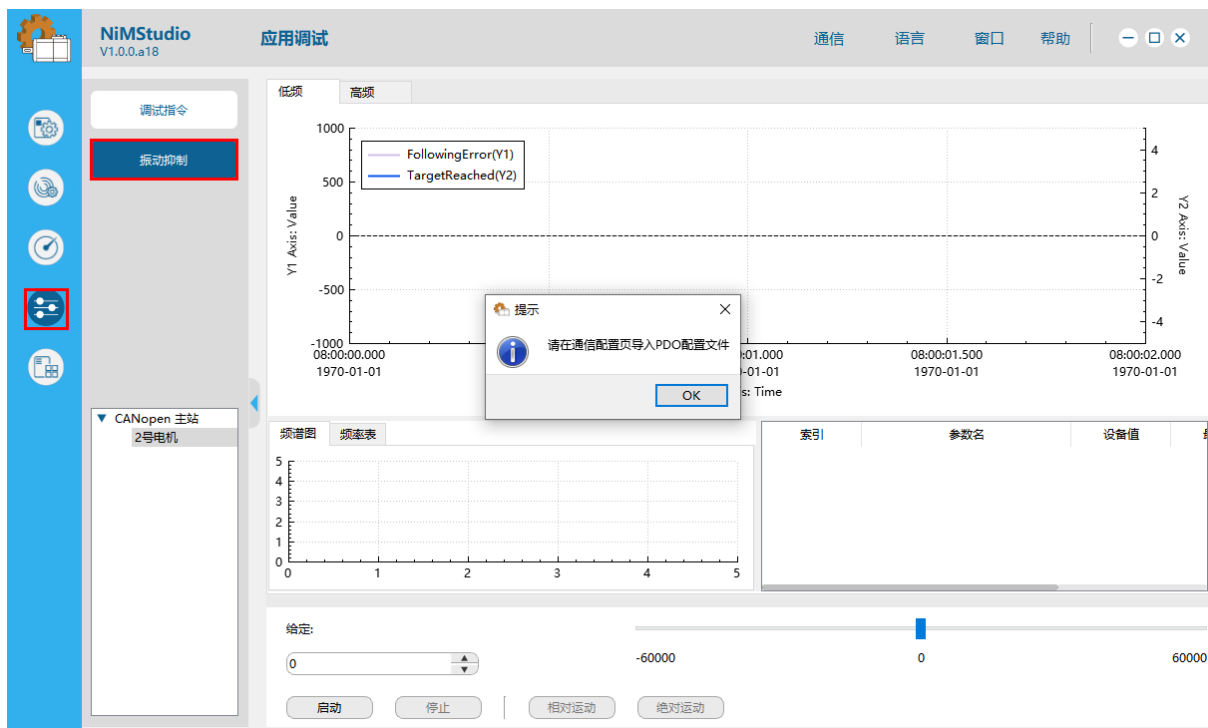 NiMStudio
V1.0.0.a18
应用调试
通信
语言
窗口
帮助
调试指令
振动抑制
低频
高频
1000
500
0
-500
-1000
Y1 Axis: Value
FollowingError(Y1)
TargetReached(Y2)
4
2
0
-2
-4
Y2 Axis: Value
08:00:00.000
1970-01-01
:01.000
-01-01
08:00:01.500
1970-01-01
08:00:02.000
1970-01-01
s: Time
提示
请在通信配置页导入PDO配置文件
OK
CANopen 主站
2号电机
频谱图
频率表
5
4
3
2
1
0
0
1
2
3
4
5
索引
参数名
设备值
给定:
0
-60000
0
60000
启动
停止
相对运动
绝对运动